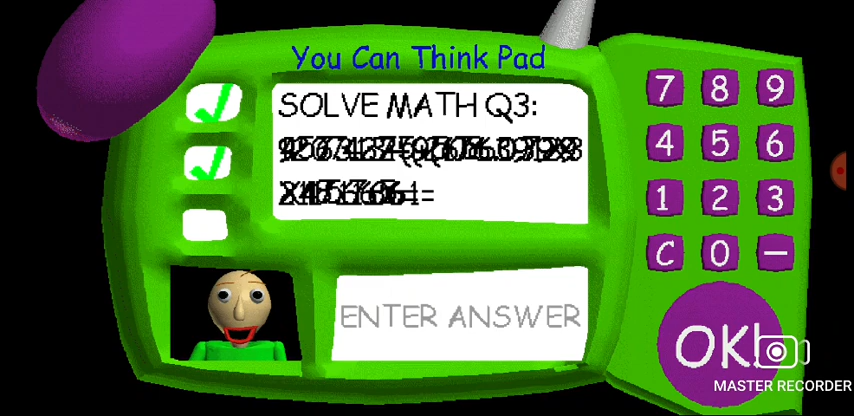 You Can Think Pad
SOLVE MATH Q3:
ENTER ANSWER
7 8 9
4 5 6
1 2 3
C 0 −
OK!
MASTER RECORDER